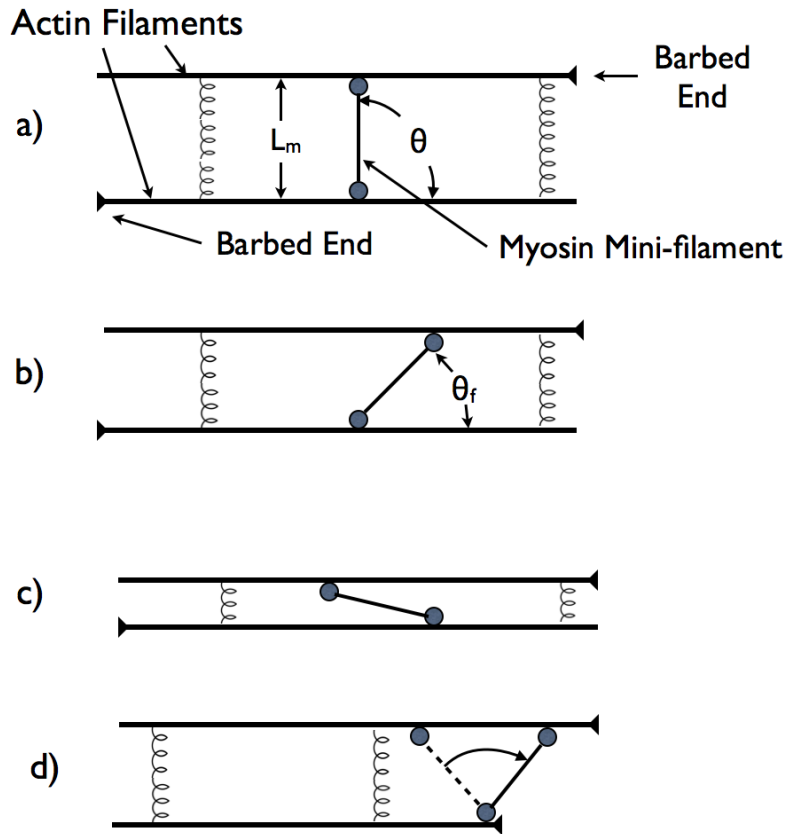 Actin Filaments
Barbed
End
a)
Lₘ
θ
Barbed End
Myosin Mini-filament
b)
θf
c)
d)